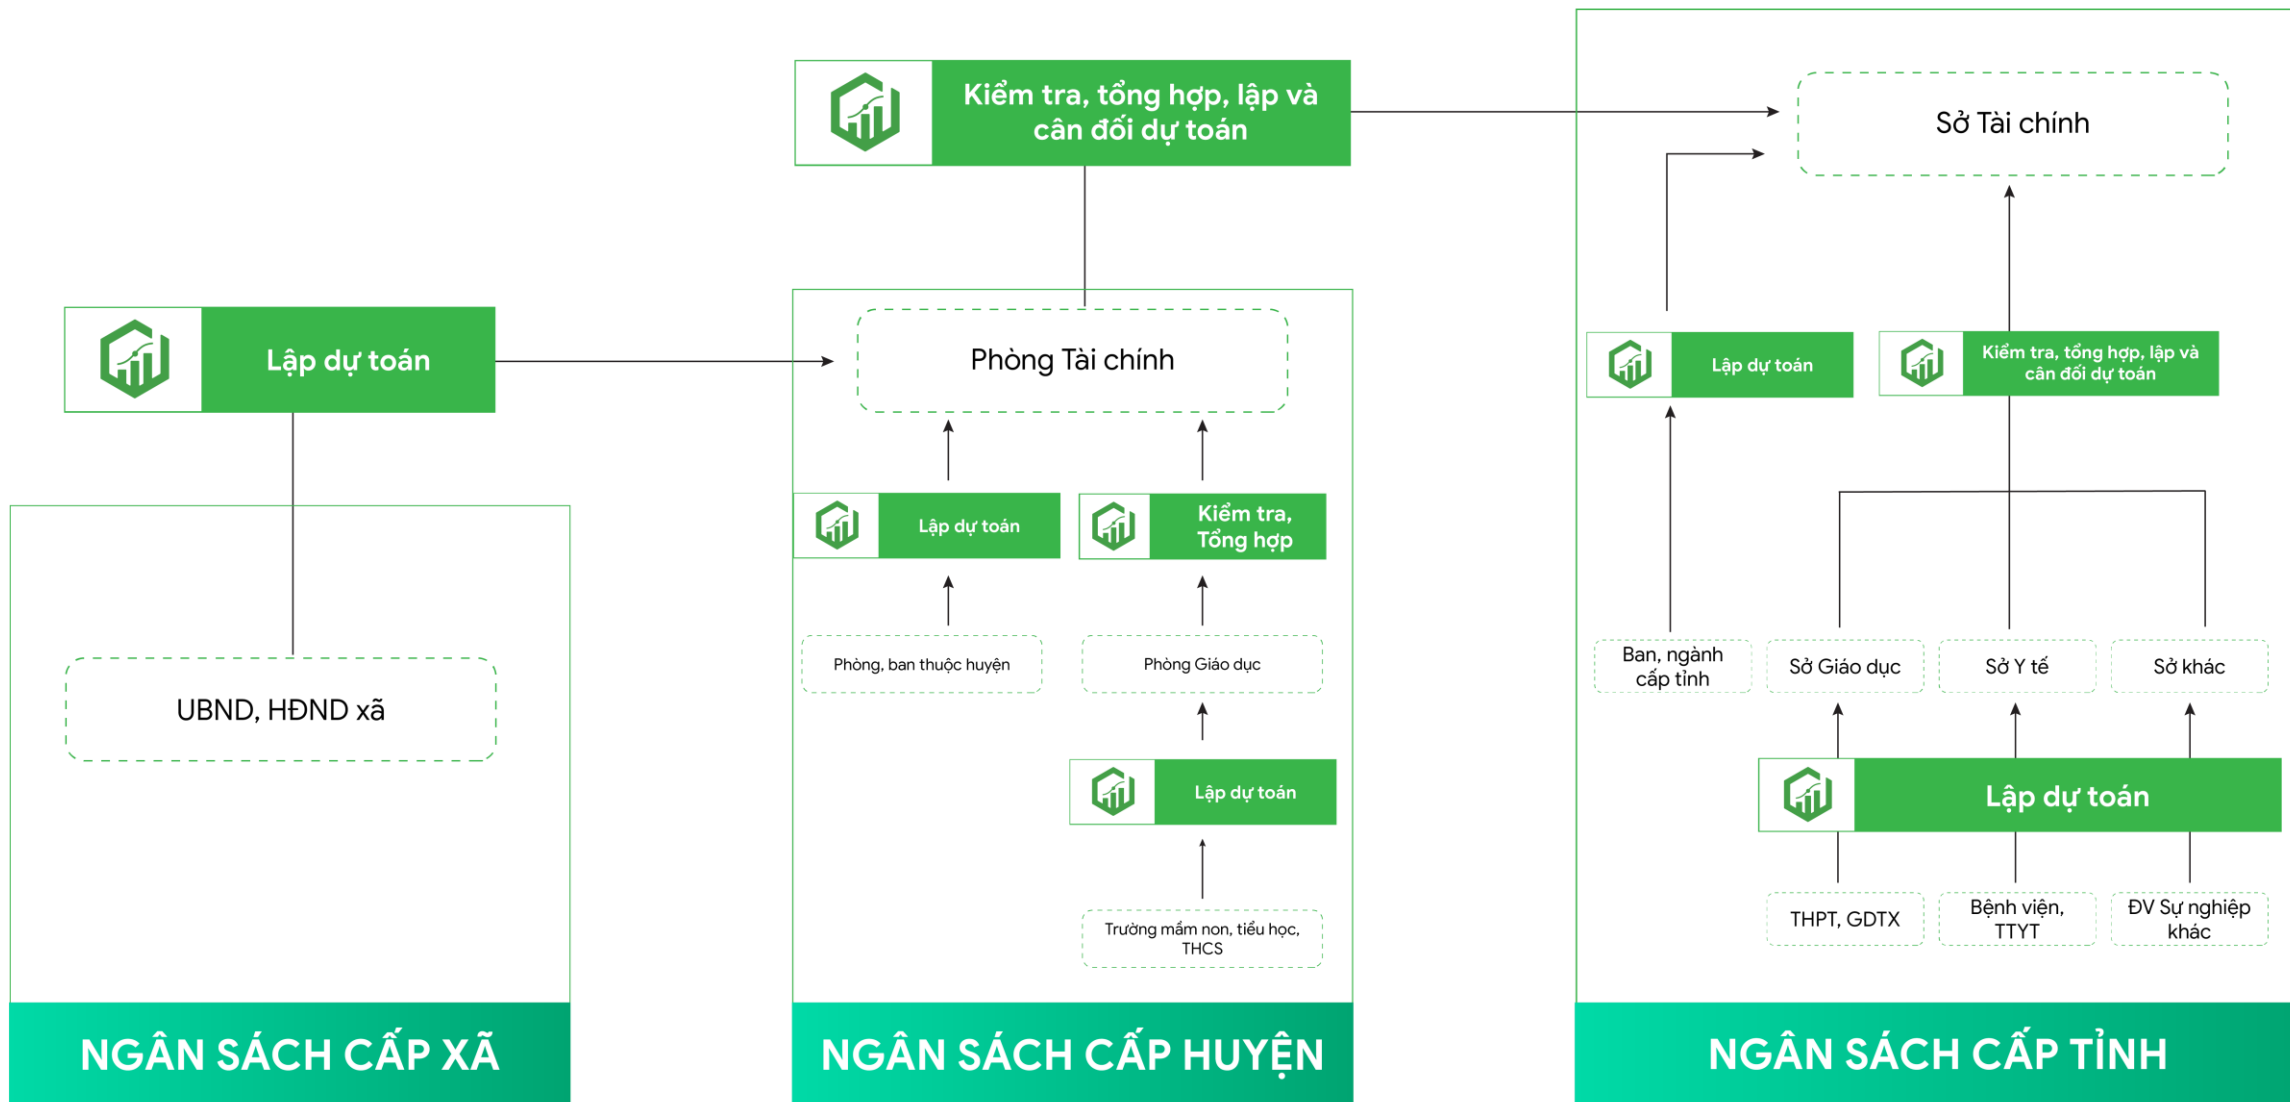 Kiểm tra, tổng hợp, lập và
cân đối dự toán
Sở Tài chính
Lập dự toán
Phòng Tài chính
Lập dự toán
Kiểm tra, tổng hợp, lập và
cân đối dự toán
Lập dự toán
Kiểm tra,
Tổng hợp
UBND, HĐND xã
Phòng, ban thuộc huyện
Phòng Giáo dục
Ban, ngành
cấp tỉnh
Sở Giáo dục
Sở Y tế
Sở khác
Lập dự toán
Lập dự toán
Trường mầm non, tiểu học,
THCS
THPT, GDTX
Bệnh viện,
TTYT
ĐV Sự nghiệp
khác
NGÂN SÁCH CẤP XÃ
NGÂN SÁCH CẤP HUYỆN
NGÂN SÁCH CẤP TỈNH